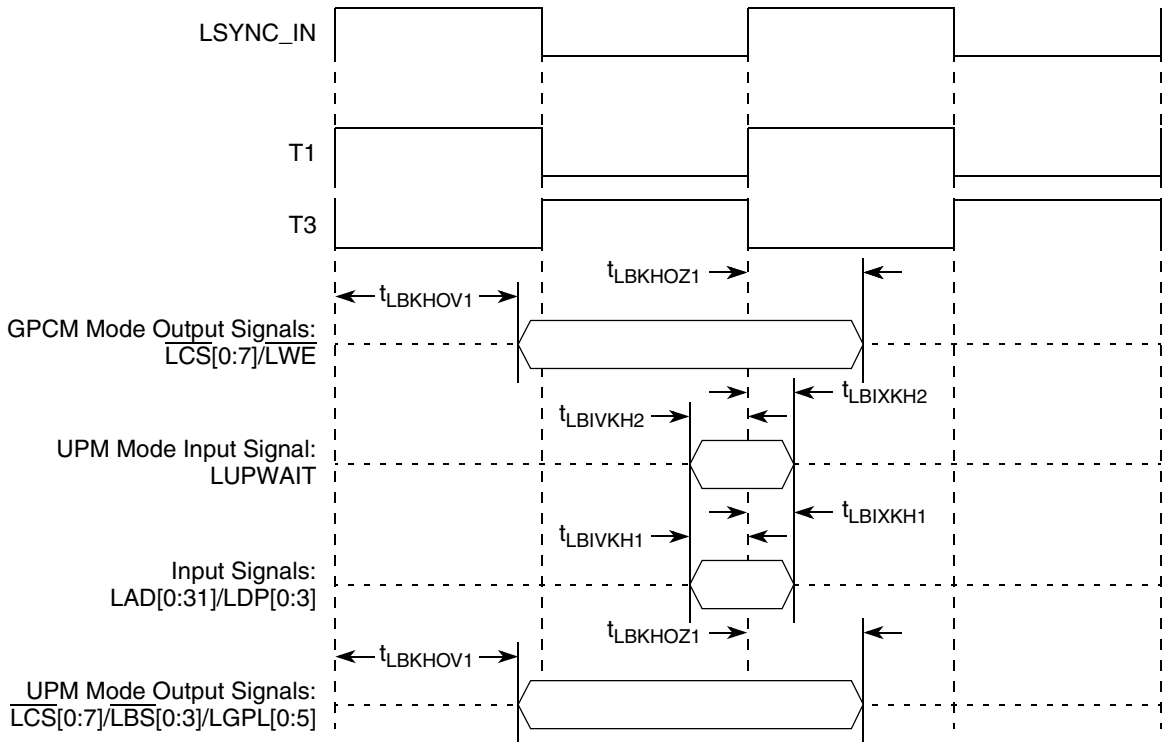 LSYNC_IN
T1
T3
tLBKHOZ1
tLBKHOV1
GPCM Mode Output Signals:
LCS[0:7]/LWE
tLBIXKH2
tLBIVKH2
UPM Mode Input Signal:
LUPWAIT
tLBIXKH1
tLBIVKH1
Input Signals:
LAD[0:31]/LDP[0:3]
tLBKHOZ1
tLBKHOV1
UPM Mode Output Signals:
LCS[0:7]/LBS[0:3]/LGPL[0:5]